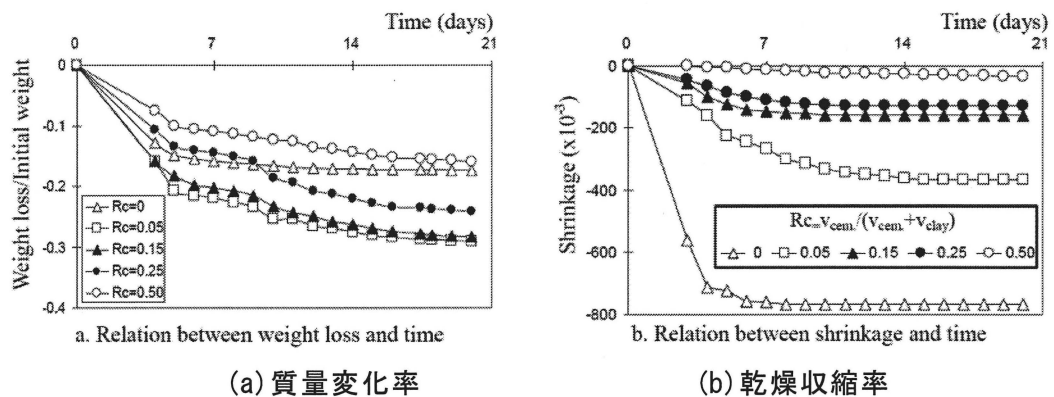 Time (days)
0 7 14 21
0
-0.1
-0.2
-0.3
-0.4
Weight loss/Initial weight
Rc=0
Rc=0.05
Rc=0.15
Rc=0.25
Rc=0.50
a. Relation between weight loss and time
(a)質量変化率
Time (days)
0 7 14 21
0
-200
-400
-600
-800
Shrinkage (x10⁻³)
Rc=Vcem./(Vcem.+Vclay)
0 0.05 0.15 0.25 0.50
b. Relation between shrinkage and time
(b)乾燥収縮率